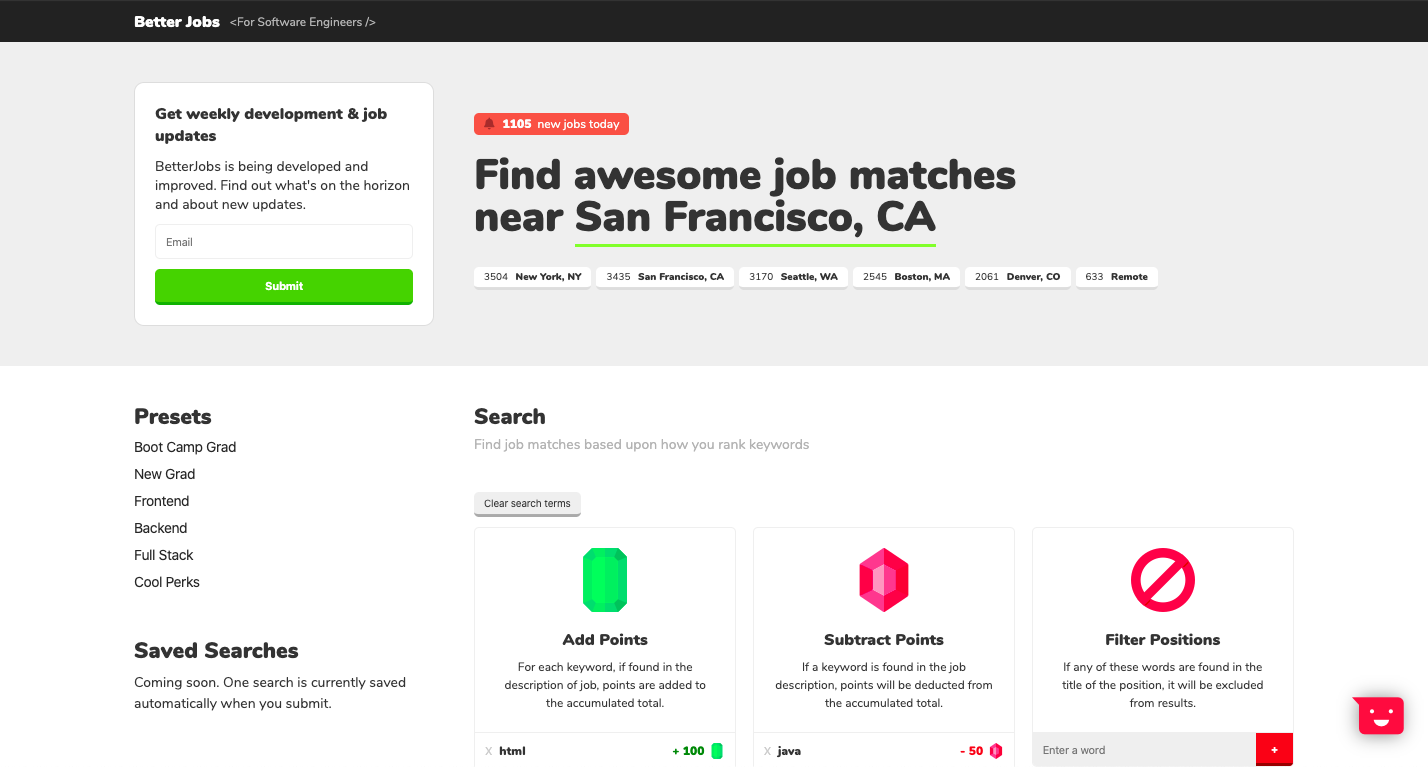 Better Jobs <For Software Engineers />
Get weekly development & job
updates
BetterJobs is being developed and
improved. Find out what's on the horizon
and about new updates.
Email
Submit
1105 new jobs today
Find awesome job matches
near San Francisco, CA
3504 New York, NY 3435 San Francisco, CA 3170 Seattle, WA 2545 Boston, MA 2061 Denver, CO 633 Remote
Presets
Boot Camp Grad
New Grad
Frontend
Backend
Full Stack
Cool Perks
Saved Searches
Coming soon. One search is currently saved
automatically when you submit.
Search
Find job matches based upon how you rank keywords
Clear search terms
Add Points
For each keyword, if found in the
description of job, points are added to
the accumulated total.
X html + 100
Subtract Points
If a keyword is found in the job
description, points will be deducted from
the accumulated total.
X java - 50
Filter Positions
If any of these words are found in the
title of the position, it will be excluded
from results.
Enter a word +